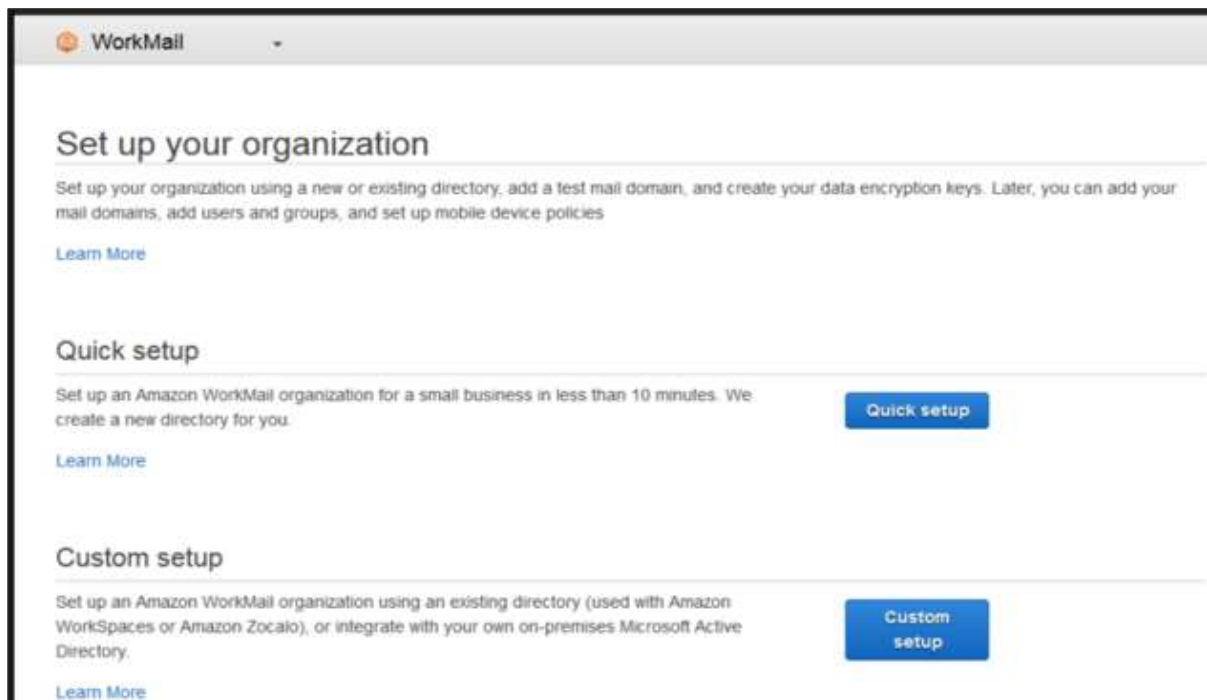 WorkMail
Set up your organization
Set up your organization using a new or existing directory, add a test mail domain, and create your data encryption keys. Later, you can add your
mail domains, add users and groups, and set up mobile device policies
Learn More
Quick setup
Set up an Amazon WorkMail organization for a small business in less than 10 minutes. We
create a new directory for you.
Quick setup
Learn More
Custom setup
Set up an Amazon WorkMail organization using an existing directory (used with Amazon
WorkSpaces or Amazon Zocalo), or integrate with your own on-premises Microsoft Active
Directory.
Custom
setup
Learn More